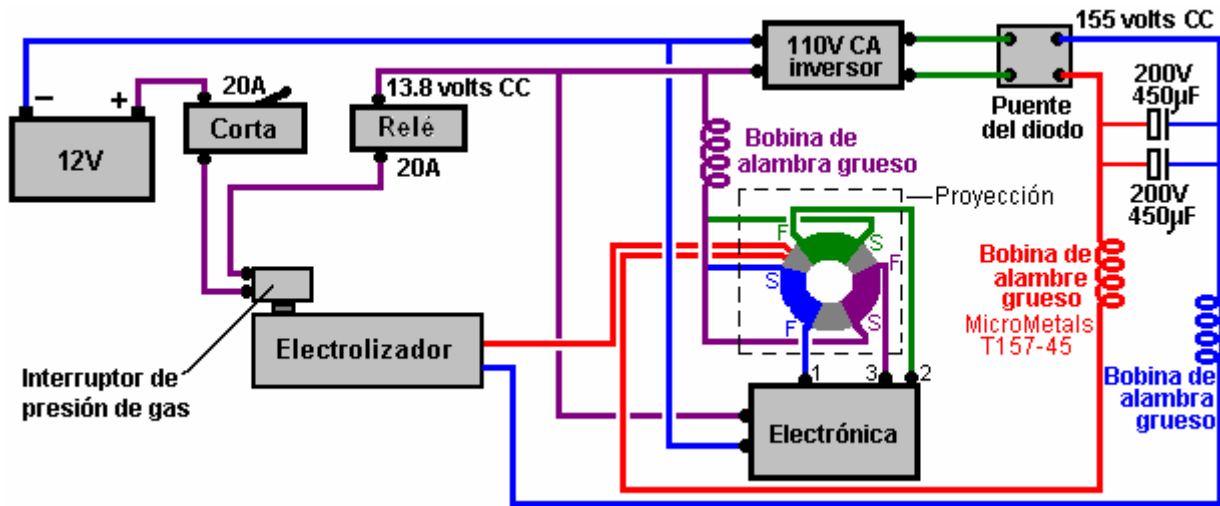 155 volts CC
110V CA
inversor
200V
450µF
Puente
del diodo
200V
450µF
−
+
12V
20A
Corta
13.8 volts CC
Relé
20A
Bobina de
alambra grueso
Proyección
F
S
F
S
S
F
Bobina de
alambre
grueso
MicroMetals
T157-45
Bobina de
alambra
grueso
Electrolizador
Interruptor de
presión de gas
1
3
2
Electrónica